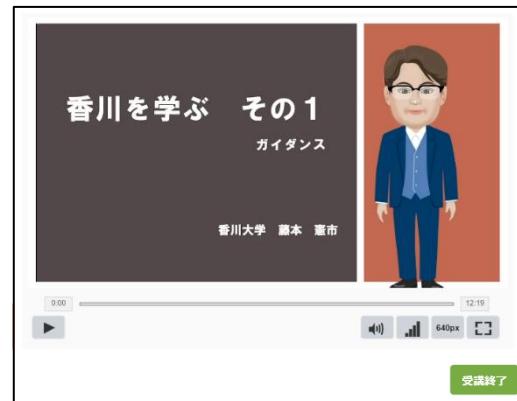 香川を学ぶ その１
ガイダンス
香川大学 藤本 憲市
0:00
12:19
640px
受講終了